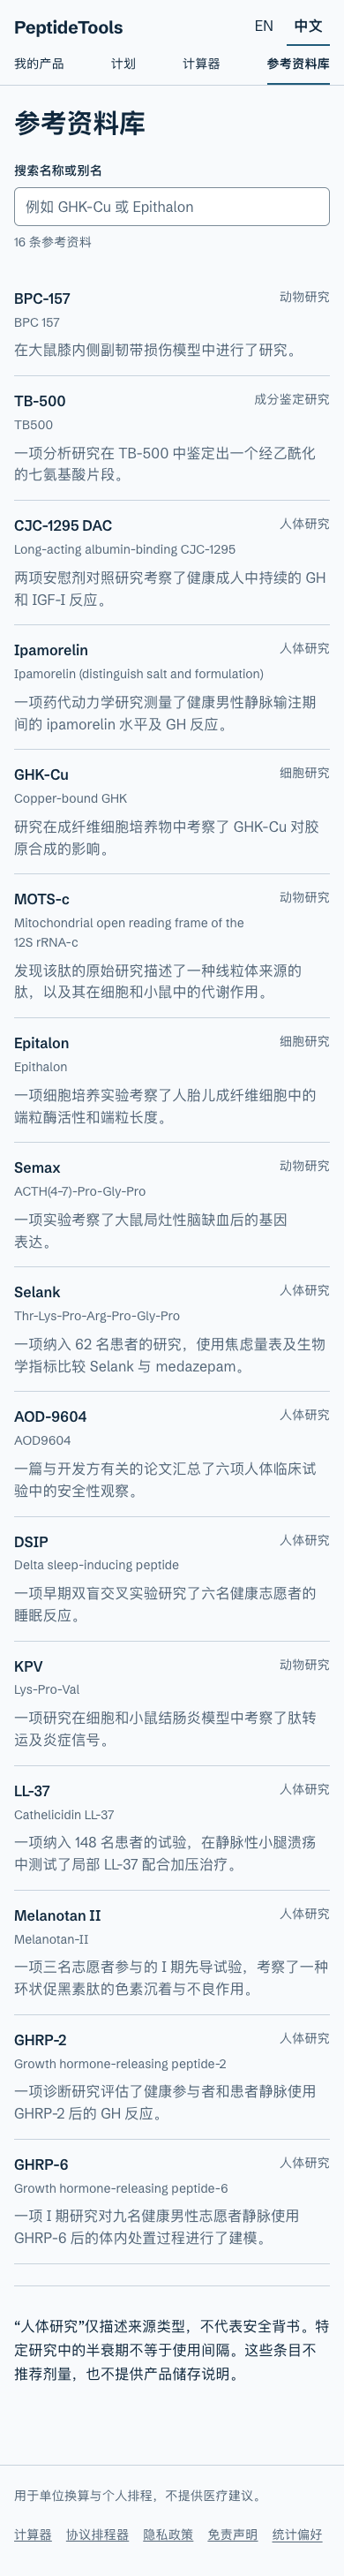 PeptideTools EN 中文
我的产品 计划 计算器 参考资料库
参考资料库
搜索名称或别名
例如 GHK-Cu 或 Epithalon
16 条参考资料
BPC-157 动物研究
BPC 157
在大鼠膝内侧副韧带损伤模型中进行了研究。
TB-500 成分鉴定研究
TB500
一项分析研究在 TB-500 中鉴定出一个经乙酰化
的七氨基酸片段。
CJC-1295 DAC 人体研究
Long-acting albumin-binding CJC-1295
两项安慰剂对照研究考察了健康成人中持续的 GH
和 IGF-I 反应。
Ipamorelin 人体研究
Ipamorelin (distinguish salt and formulation)
一项药代动力学研究测量了健康男性静脉输注期
间的 ipamorelin 水平及 GH 反应。
GHK-Cu 细胞研究
Copper-bound GHK
研究在成纤维细胞培养物中考察了 GHK-Cu 对胶
原合成的影响。
MOTS-c 动物研究
Mitochondrial open reading frame of the
12S rRNA-c
发现该肽的原始研究描述了一种线粒体来源的
肽，以及其在细胞和小鼠中的代谢作用。
Epitalon 细胞研究
Epithalon
一项细胞培养实验考察了人胎儿成纤维细胞中的
端粒酶活性和端粒长度。
Semax 动物研究
ACTH(4-7)-Pro-Gly-Pro
一项实验考察了大鼠局灶性脑缺血后的基因
表达。
Selank 人体研究
Thr-Lys-Pro-Arg-Pro-Gly-Pro
一项纳入 62 名患者的研究，使用焦虑量表及生物
学指标比较 Selank 与 medazepam。
AOD-9604 人体研究
AOD9604
一篇与开发方有关的论文汇总了六项人体临床试
验中的安全性观察。
DSIP 人体研究
Delta sleep-inducing peptide
一项早期双盲交叉实验研究了六名健康志愿者的
睡眠反应。
KPV 动物研究
Lys-Pro-Val
一项研究在细胞和小鼠结肠炎模型中考察了肽转
运及炎症信号。
LL-37 人体研究
Cathelicidin LL-37
一项纳入 148 名患者的试验，在静脉性小腿溃疡
中测试了局部 LL-37 配合加压治疗。
Melanotan II 人体研究
Melanotan-II
一项三名志愿者参与的 I 期先导试验，考察了一种
环状促黑素肽的色素沉着与不良作用。
GHRP-2 人体研究
Growth hormone-releasing peptide-2
一项诊断研究评估了健康参与者和患者静脉使用
GHRP-2 后的 GH 反应。
GHRP-6 人体研究
Growth hormone-releasing peptide-6
一项 I 期研究对九名健康男性志愿者静脉使用
GHRP-6 后的体内处置过程进行了建模。
“人体研究”仅描述来源类型，不代表安全背书。特
定研究中的半衰期不等于使用间隔。这些条目不
推荐剂量，也不提供产品储存说明。
用于单位换算与个人排程，不提供医疗建议。
计算器 协议排程器 隐私政策 免责声明 统计偏好